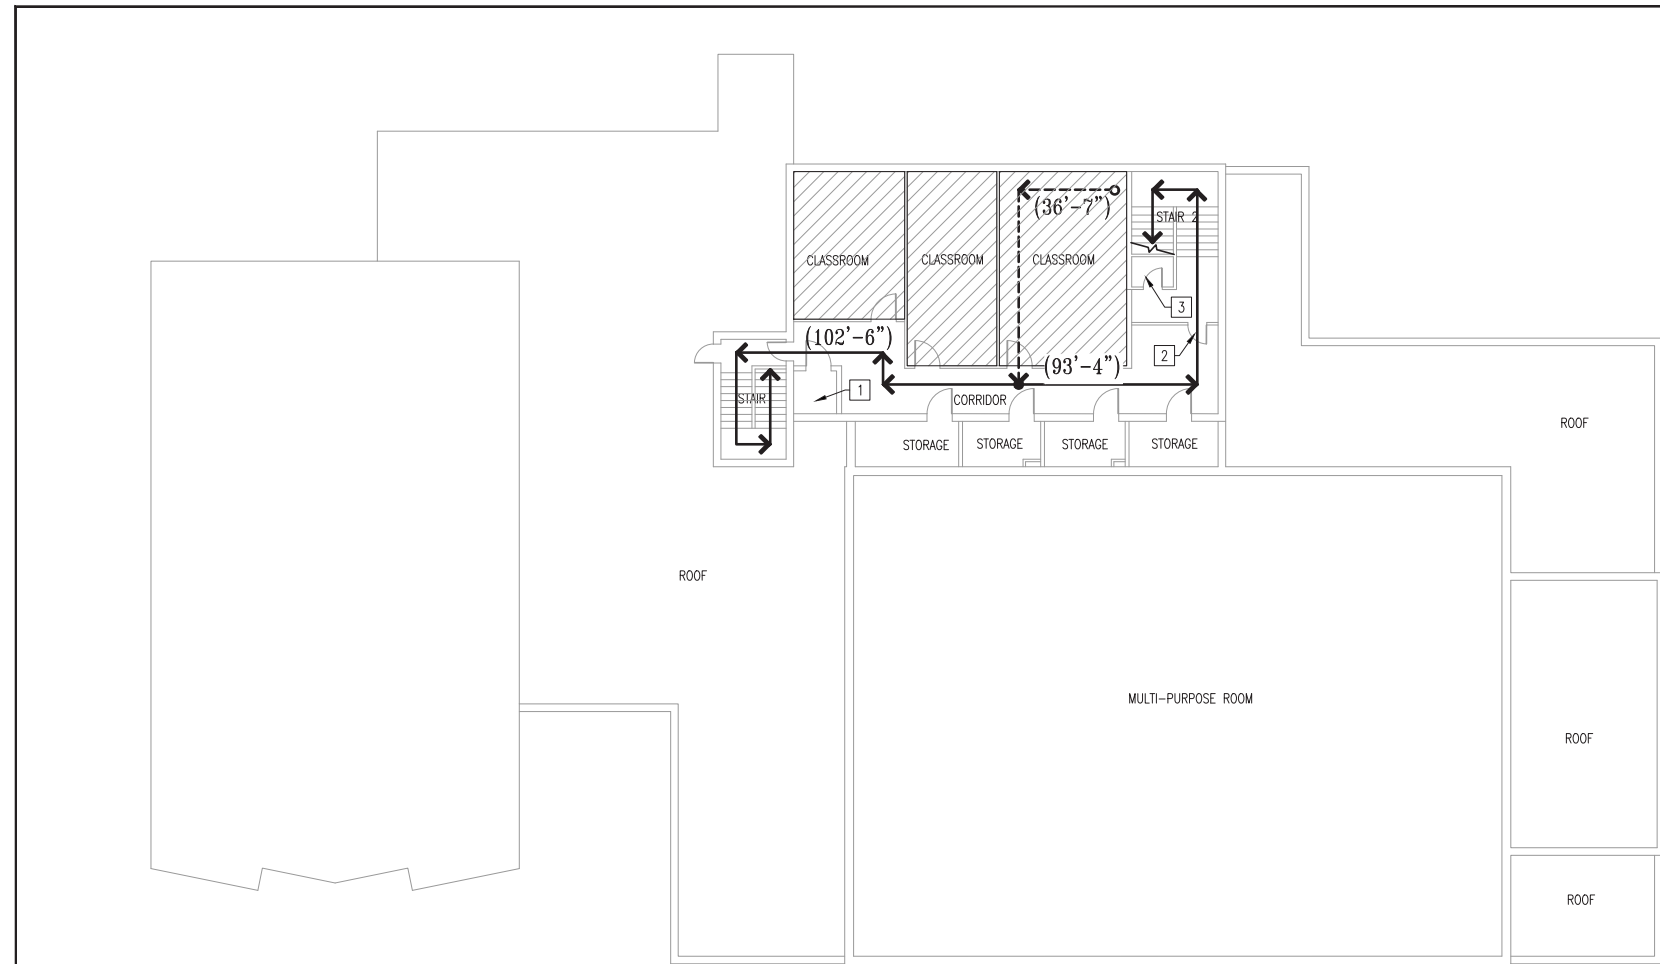 (36'-7")
STAIR 2
CLASSROOM
CLASSROOM
CLASSROOM
3
(102'-6")
2
(93'-4")
1
STAIR
CORRIDOR
ROOF
STORAGE
STORAGE
STORAGE
STORAGE
ROOF
MULTI-PURPOSE ROOM
ROOF
ROOF